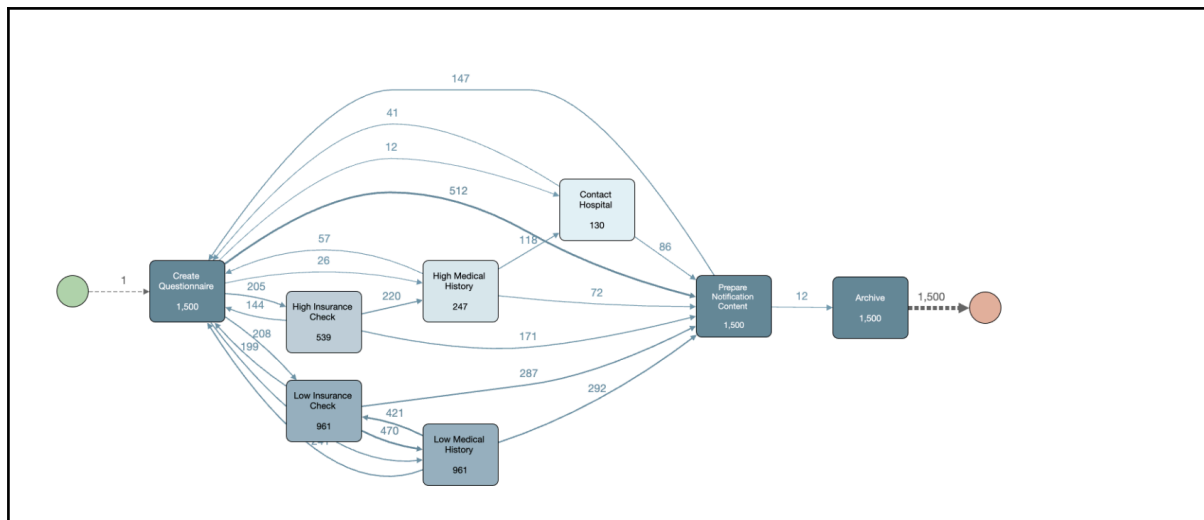 147
41
12
512
Contact
Hospital
130
118
86
57
26
High Medical
History
247
Create
Questionnaire
1,500
1
205
144
High Insurance
Check
539
220
72
Prepare
Notification
Content
1,500
12
Archive
1,500
1,500
171
208
199
287
292
Low Insurance
Check
961
421
470
Low Medical
History
961